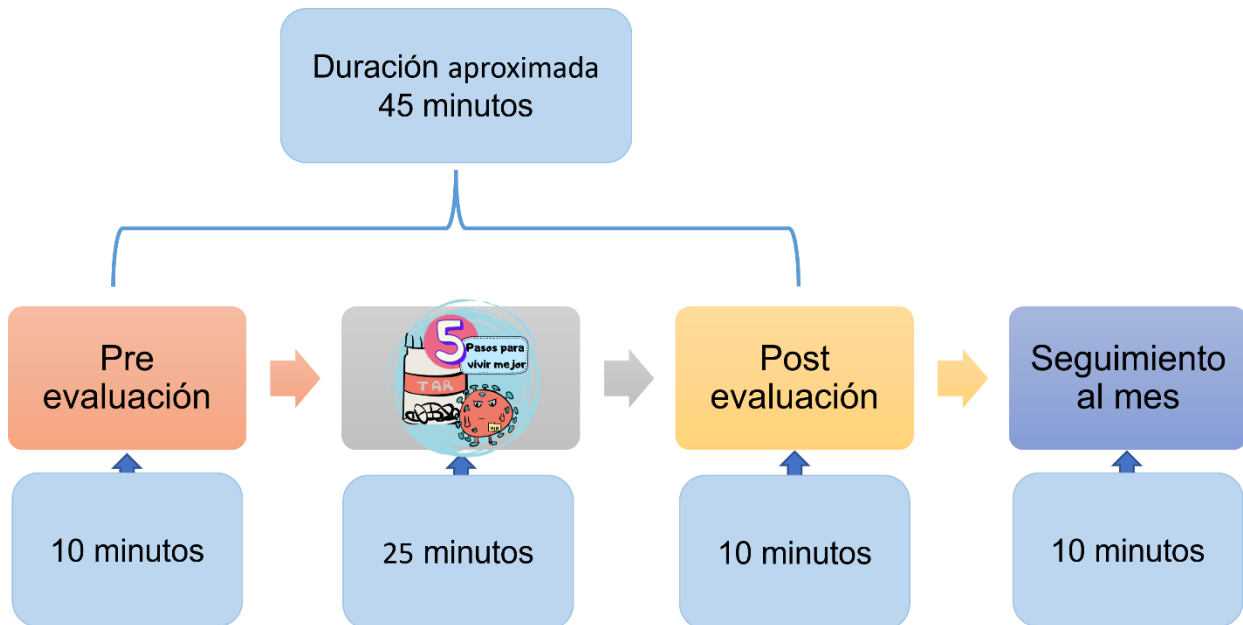 Duración aproximada
45 minutos
Pre
evaluación
5
Pasos para
vivir mejor
TAR
VIH
Post
evaluación
Seguimiento
al mes
10 minutos
25 minutos
10 minutos
10 minutos